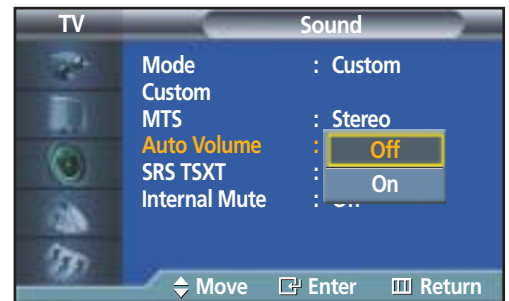 TV Sound
Mode : Custom
Custom
MTS : Stereo
Auto Volume : Off
SRS TSXT : On
Internal Mute :
Move Enter Return